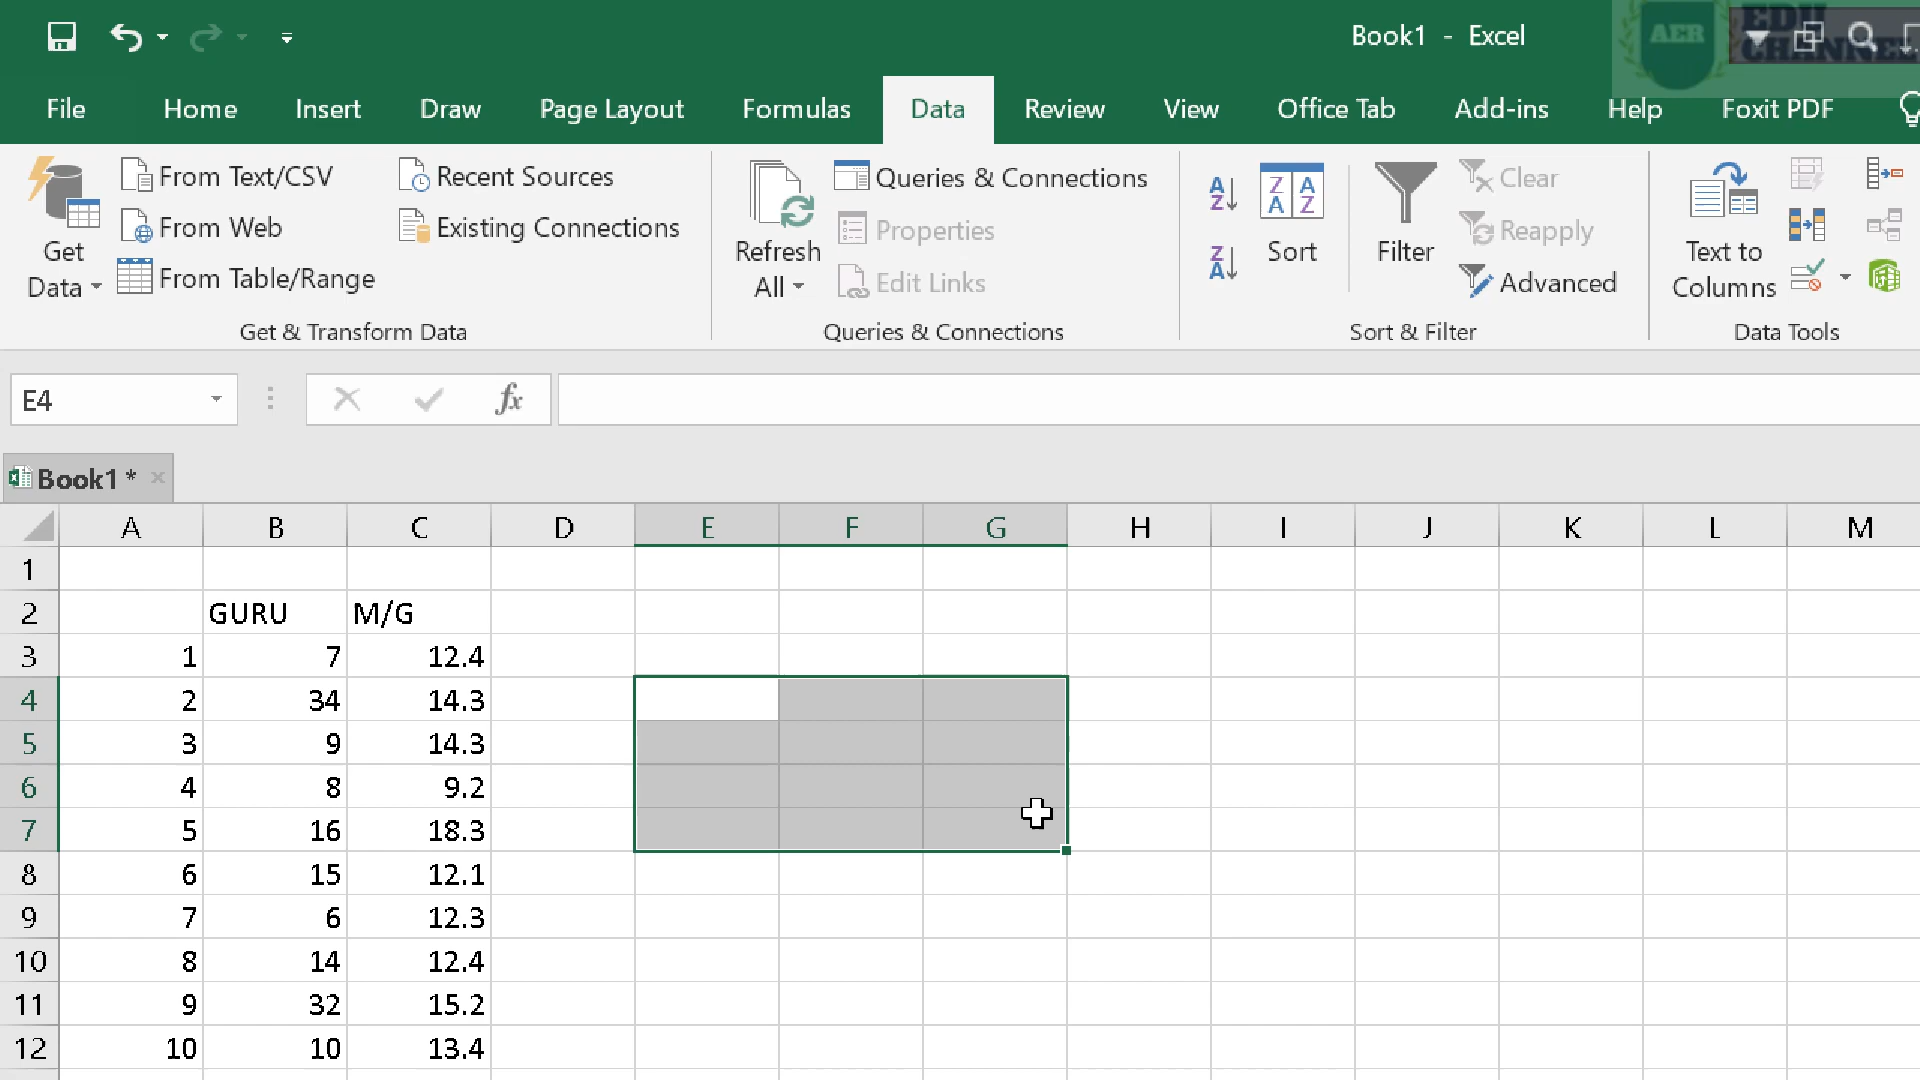 Book1 - Excel
AER EDU
CHANNEL
File Home Insert Draw Page Layout Formulas Data Review View Office Tab Add-ins Help Foxit PDF
Get Data
From Text/CSV
From Web
From Table/Range
Recent Sources
Existing Connections
Get & Transform Data
Refresh All
Queries & Connections
Properties
Edit Links
Queries & Connections
Sort
Filter
Clear
Reapply
Advanced
Sort & Filter
Text to
Columns
Data Tools
E4 fx
Book1 *
A B C D E F G H I J K L M
1
2 GURU M/G
3 1 7 12.4
4 2 34 14.3
5 3 9 14.3
6 4 8 9.2
7 5 16 18.3
8 6 15 12.1
9 7 6 12.3
10 8 14 12.4
11 9 32 15.2
12 10 10 13.4